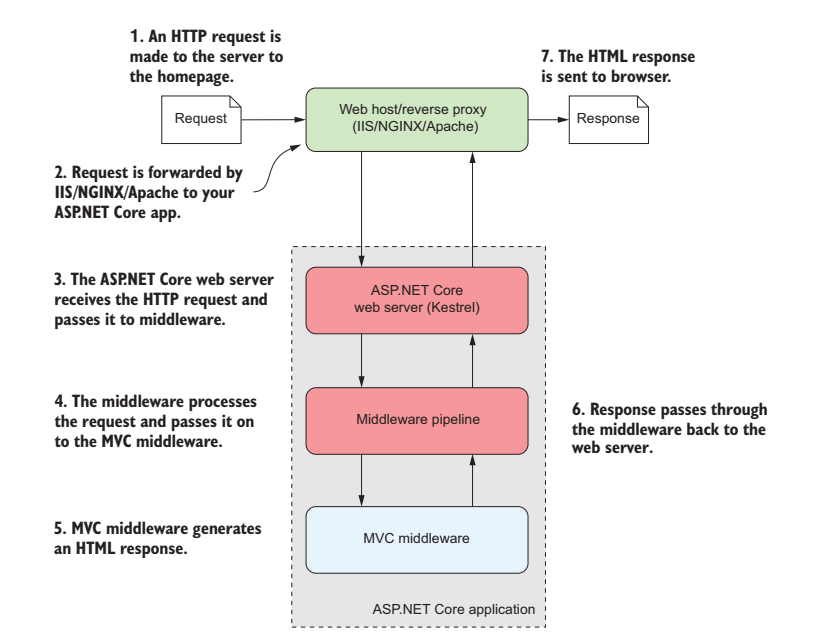 1. An HTTP request is
made to the server to
the homepage.
7. The HTML response
is sent to browser.
Request
Web host/reverse proxy
(IIS/NGINX/Apache)
Response
2. Request is forwarded by
IIS/NGINX/Apache to your
ASP.NET Core app.
3. The ASP.NET Core web server
receives the HTTP request and
passes it to middleware.
ASP.NET Core
web server (Kestrel)
4. The middleware processes
the request and passes it on
to the MVC middleware.
Middleware pipeline
6. Response passes through
the middleware back to the
web server.
5. MVC middleware generates
an HTML response.
MVC middleware
ASP.NET Core application